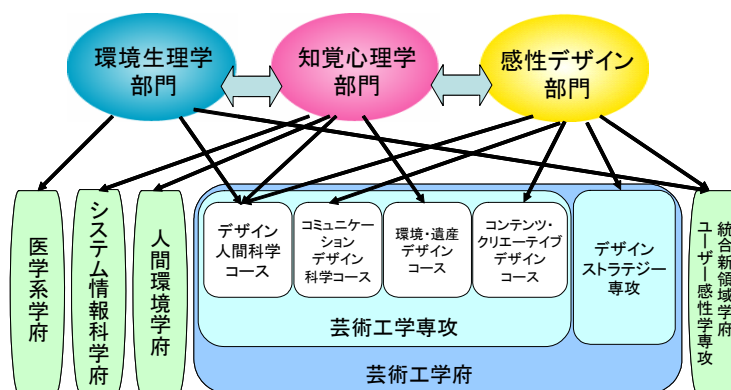 環境生理学
部門
知覚心理学
部門
感性デザイン
部門
医学系学府
システム情報科学府
人間環境学府
デザイン
人間科学
コース
コミュニケー
ション
デザイン
科学コース
環境・遺産
デザイン
コース
コンテンツ・
クリエーティブ
デザイン
コース
デザイン
ストラテジー
専攻
芸術工学専攻
芸術工学府
統合新領域学府
ユーザー感性学専攻